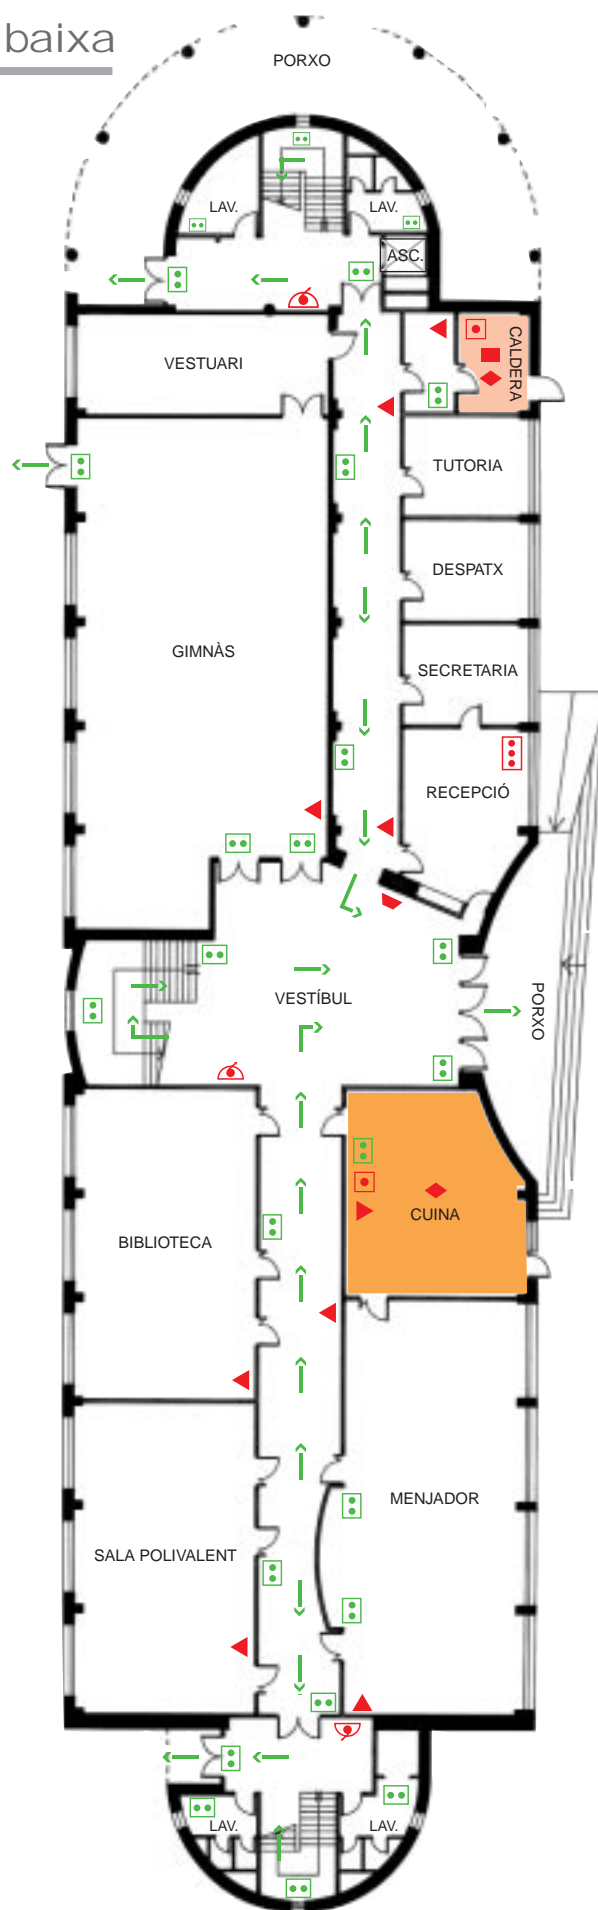 baixa
PORXO
LAV.
LAV.
ASC.
VESTUARI
CALDERA
TUTORIA
DESPATX
GIMNÀS
SECRETARIA
RECEPCIÓ
VESTÍBUL
PORXO
CUINA
BIBLIOTECA
MENJADOR
SALA POLIVALENT
LAV.
LAV.